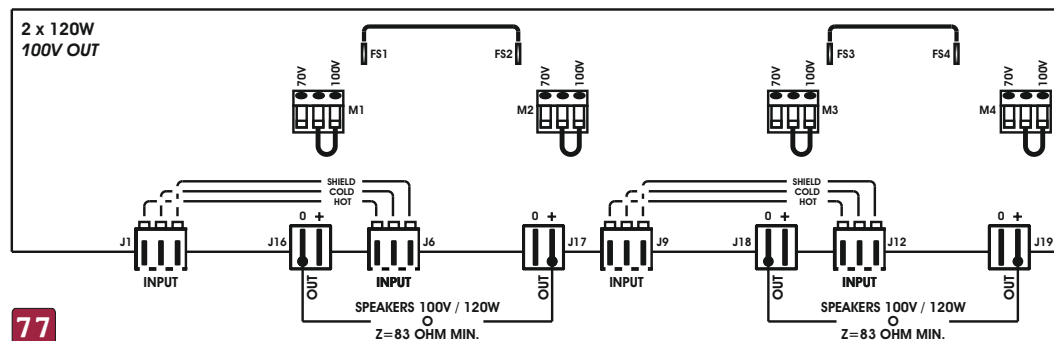 2 x 120W
100V OUT
FS1 FS2 FS3 FS4
70V 100V 70V 100V 70V 100V 70V 100V
M1 M2 M3 M4
SHIELD SHIELD
COLD COLD
HOT HOT
0 + 0 + 0 + 0 +
J1 J16 J6 J17 J9 J18 J12 J19
INPUT OUT INPUT OUT INPUT OUT INPUT OUT
SPEAKERS 100V / 120W SPEAKERS 100V / 120W
Z=83 OHM MIN. Z=83 OHM MIN.
77